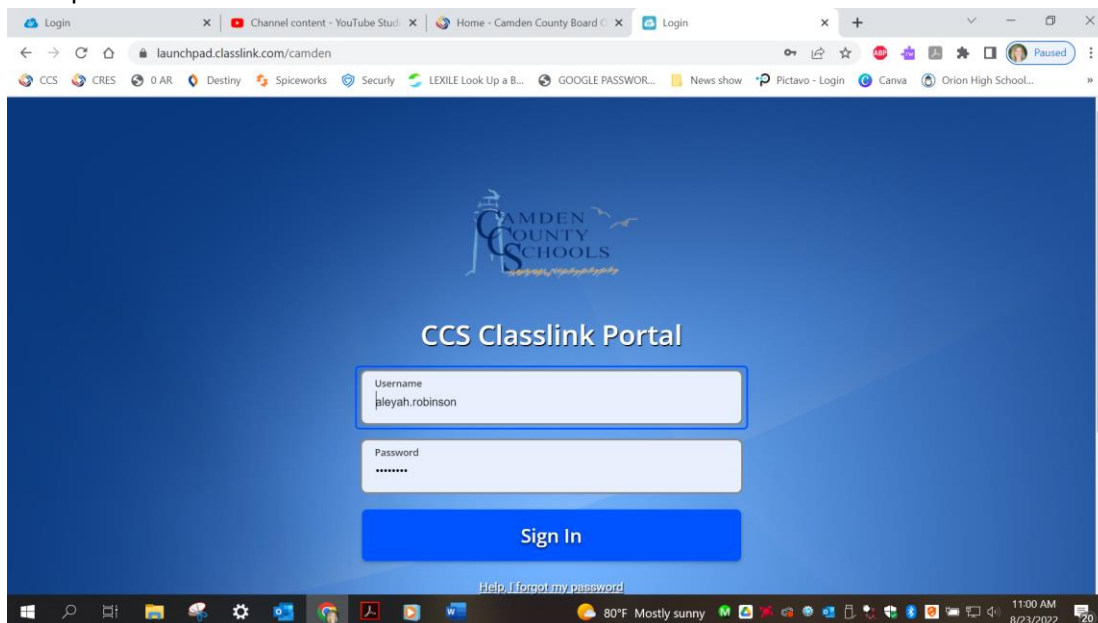 Login
Channel content - YouTube Studi
Home - Camden County Board C
Login
launchpad.classlink.com/camden
Paused
CCS CRES 0 AR Destiny Spiceworks Securly LEXILE Look Up a B... GOOGLE PASSWOR... News show Pictavo - Login Canva Orion High School... »
CAMDEN
COUNTY
SCHOOLS
CCS Classlink Portal
Username
aleyah.robinson
Password
••••••••
Sign In
Help, I forgot my password
80°F Mostly sunny
11:00 AM
8/23/2022
20